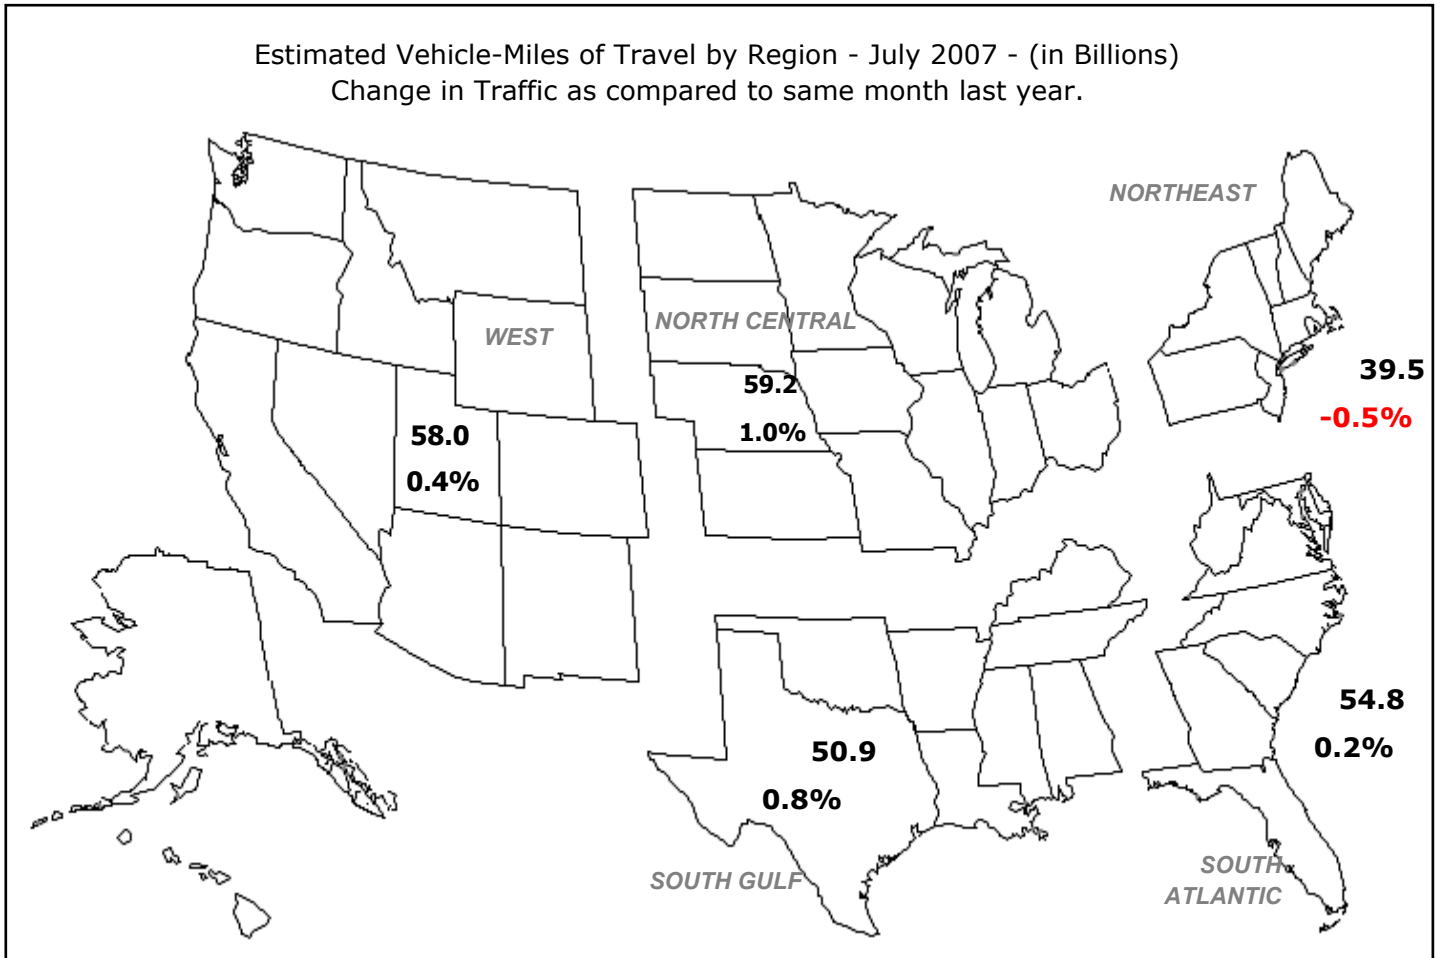 Estimated Vehicle-Miles of Travel by Region - July 2007 - (in Billions)
Change in Traffic as compared to same month last year.
NORTHEAST
39.5
-0.5%
NORTH CENTRAL
59.2
1.0%
WEST
58.0
0.4%
54.8
0.2%
SOUTH
ATLANTIC
50.9
0.8%
SOUTH GULF